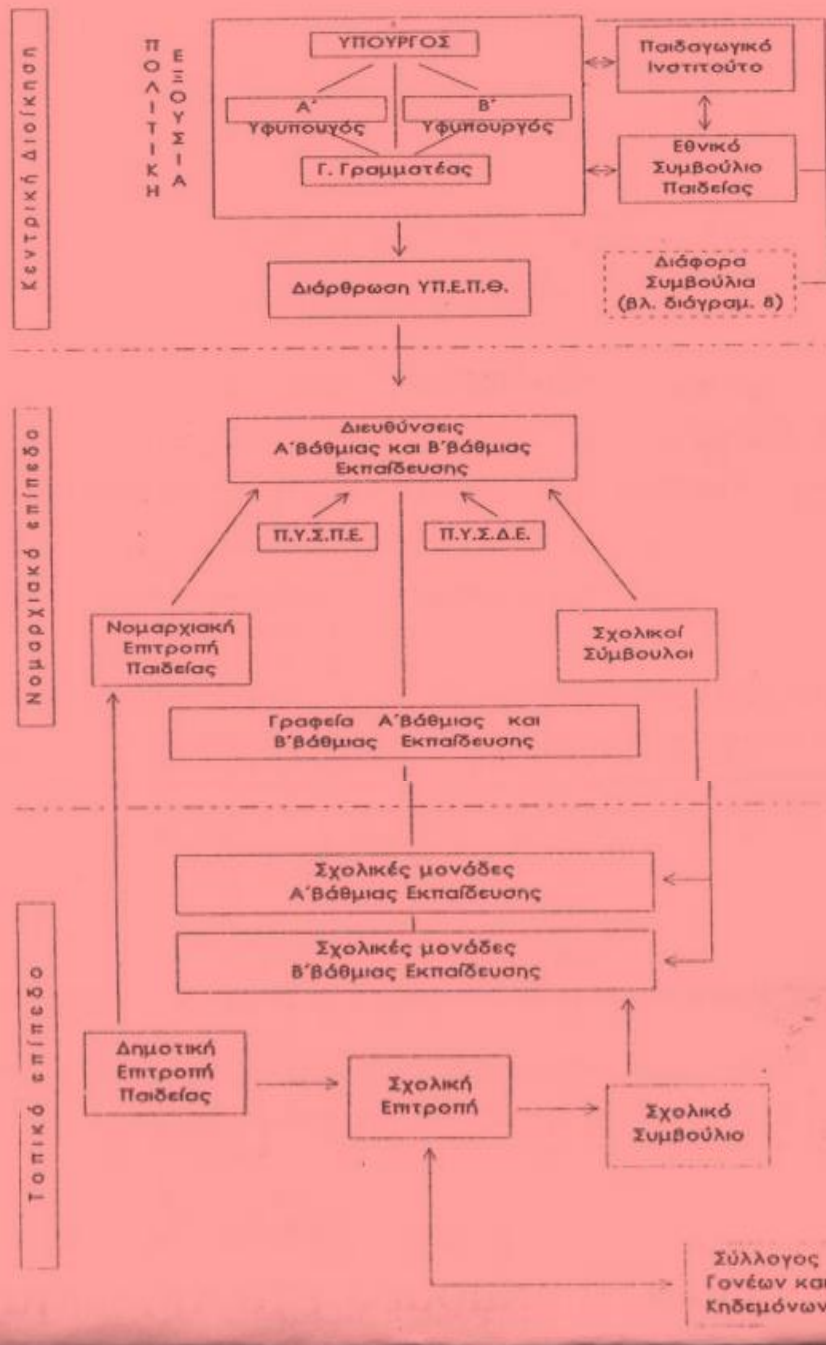 Κεντρική Διοίκηση
ΠΟΛΙΤΙΚΗ
ΕΞΟΥΣΙΑ
ΥΠΟΥΡΓΟΣ
Α΄
Υφυπουχός
Β΄
Υφυπουργός
Γ. Γραμματέας
Παιδαγωγικό
Ινστιτούτο
Εθνικό
Συμβούλιο
Παιδείας
Διάρθρωση ΥΠ.Ε.Π.Θ.
Διάφορα
Συμβούλια
(βλ. διάγραμ. 8)
Νομαρχιακό επίπεδο
Διευθύνσεις
Α΄βάθμιας και Β΄βάθμιας
Εκπαίδευσης
Π.Υ.Σ.Π.Ε.
Π.Υ.Σ.Δ.Ε.
Νομαρχιακή
Επιτροπή
Παιδείας
Σχολικοί
Σύμβουλοι
Γραφεία Α΄βάθμιας και
Β΄βάθμιας Εκπαίδευσης
Τοπικό επίπεδο
Σχολικές μονάδες
Α΄βάθμιας Εκπαίδευσης
Σχολικές μονάδες
Β΄βάθμιας Εκπαίδευσης
Δημοτική
Επιτροπή
Παιδείας
Σχολική
Επιτροπή
Σχολικό
Συμβούλιο
Σύλλογος
Γονέων και
Κηδεμόνων